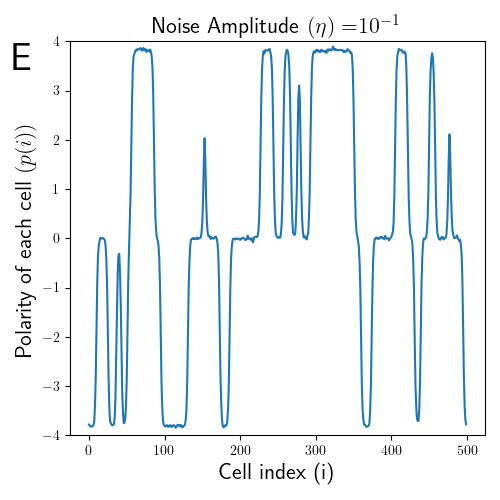 Noise Amplitude (η) =10⁻¹
E
Polarity of each cell (p(i))
4
3
2
1
0
−1
−2
−3
−4
0 100 200 300 400 500
Cell index (i)